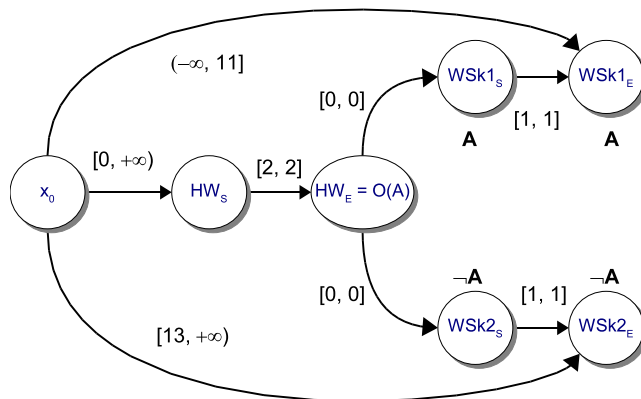 (−∞, 11]
WSk1S
WSk1E
[0, 0]
[1, 1]
A
A
[0, +∞)
[2, 2]
x0
HWS
HWE = O(A)
¬A
¬A
[0, 0]
[1, 1]
[13, +∞)
WSk2S
WSk2E